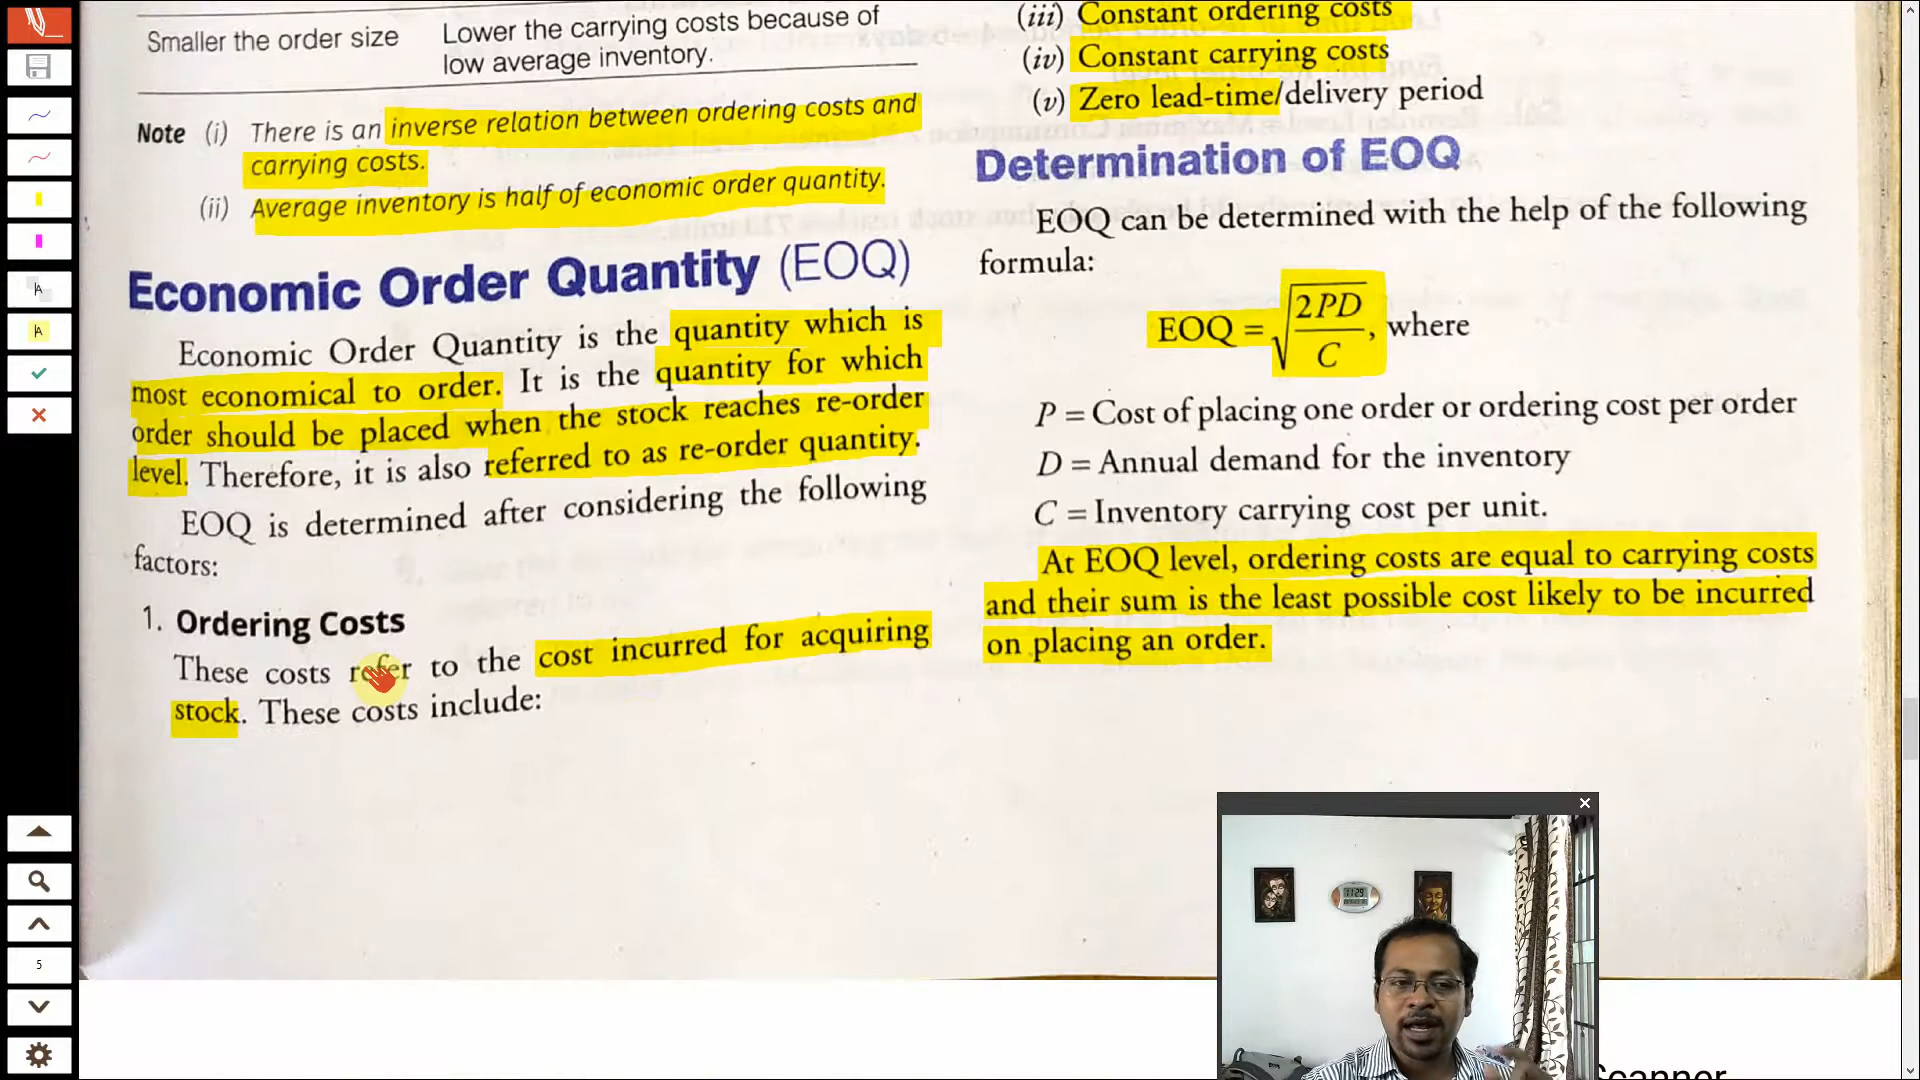 Smaller the order size
Lower the carrying costs because of
low average inventory.
Note (i) There is an inverse relation between ordering costs and
carrying costs.
(ii) Average inventory is half of economic order quantity.
Economic Order Quantity (EOQ)
Economic Order Quantity is the quantity which is
most economical to order. It is the quantity for which
order should be placed when the stock reaches re-order
level. Therefore, it is also referred to as re-order quantity.
EOQ is determined after considering the following
factors:
1. Ordering Costs
These costs refer to the cost incurred for acquiring
stock. These costs include:
(iii) Constant ordering costs
(iv) Constant carrying costs
(v) Zero lead-time/delivery period
Determination of EOQ
EOQ can be determined with the help of the following
formula:
EOQ = √2PD/C, where
P = Cost of placing one order or ordering cost per order
D = Annual demand for the inventory
C = Inventory carrying cost per unit.
At EOQ level, ordering costs are equal to carrying costs
and their sum is the least possible cost likely to be incurred
on placing an order.
A
A
5
11:29